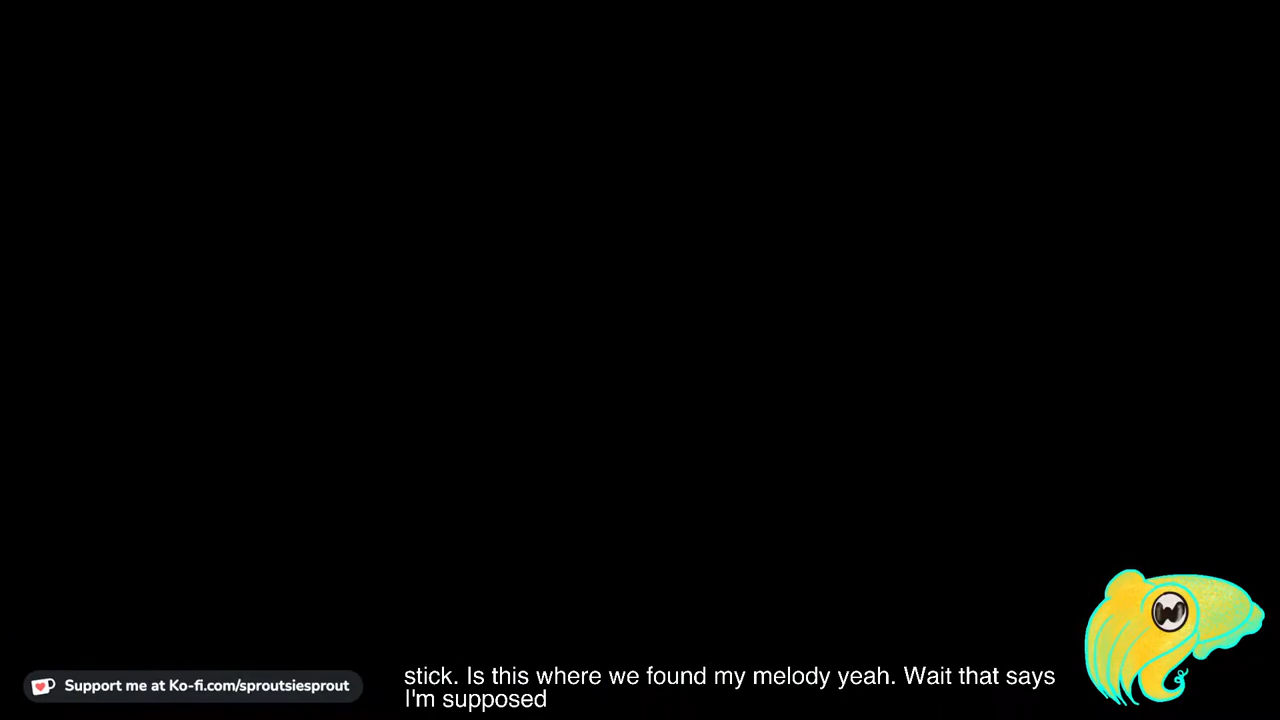 stick. Is this where we found my melody yeah. Wait that says
I'm supposed
Support me at Ko-fi.com/sproutsiesprout